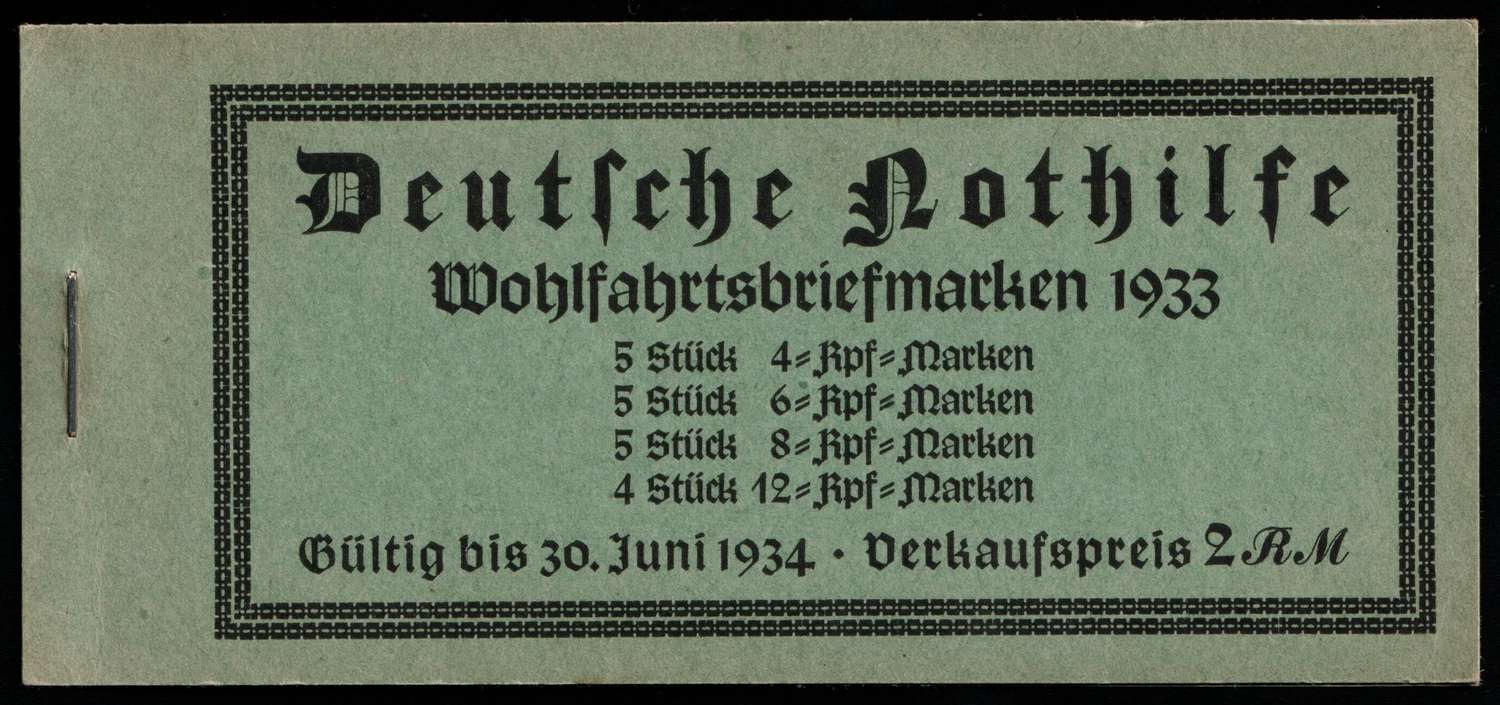 Deutſche Nothilfe
Wohlfahrtsbriefmarken 1933
5 Stück 4=Rpf=Marken
5 Stück 6=Rpf=Marken
5 Stück 8=Rpf=Marken
4 Stück 12=Rpf=Marken
Gültig bis 30. Juni 1934 · Verkaufspreis 2 RM